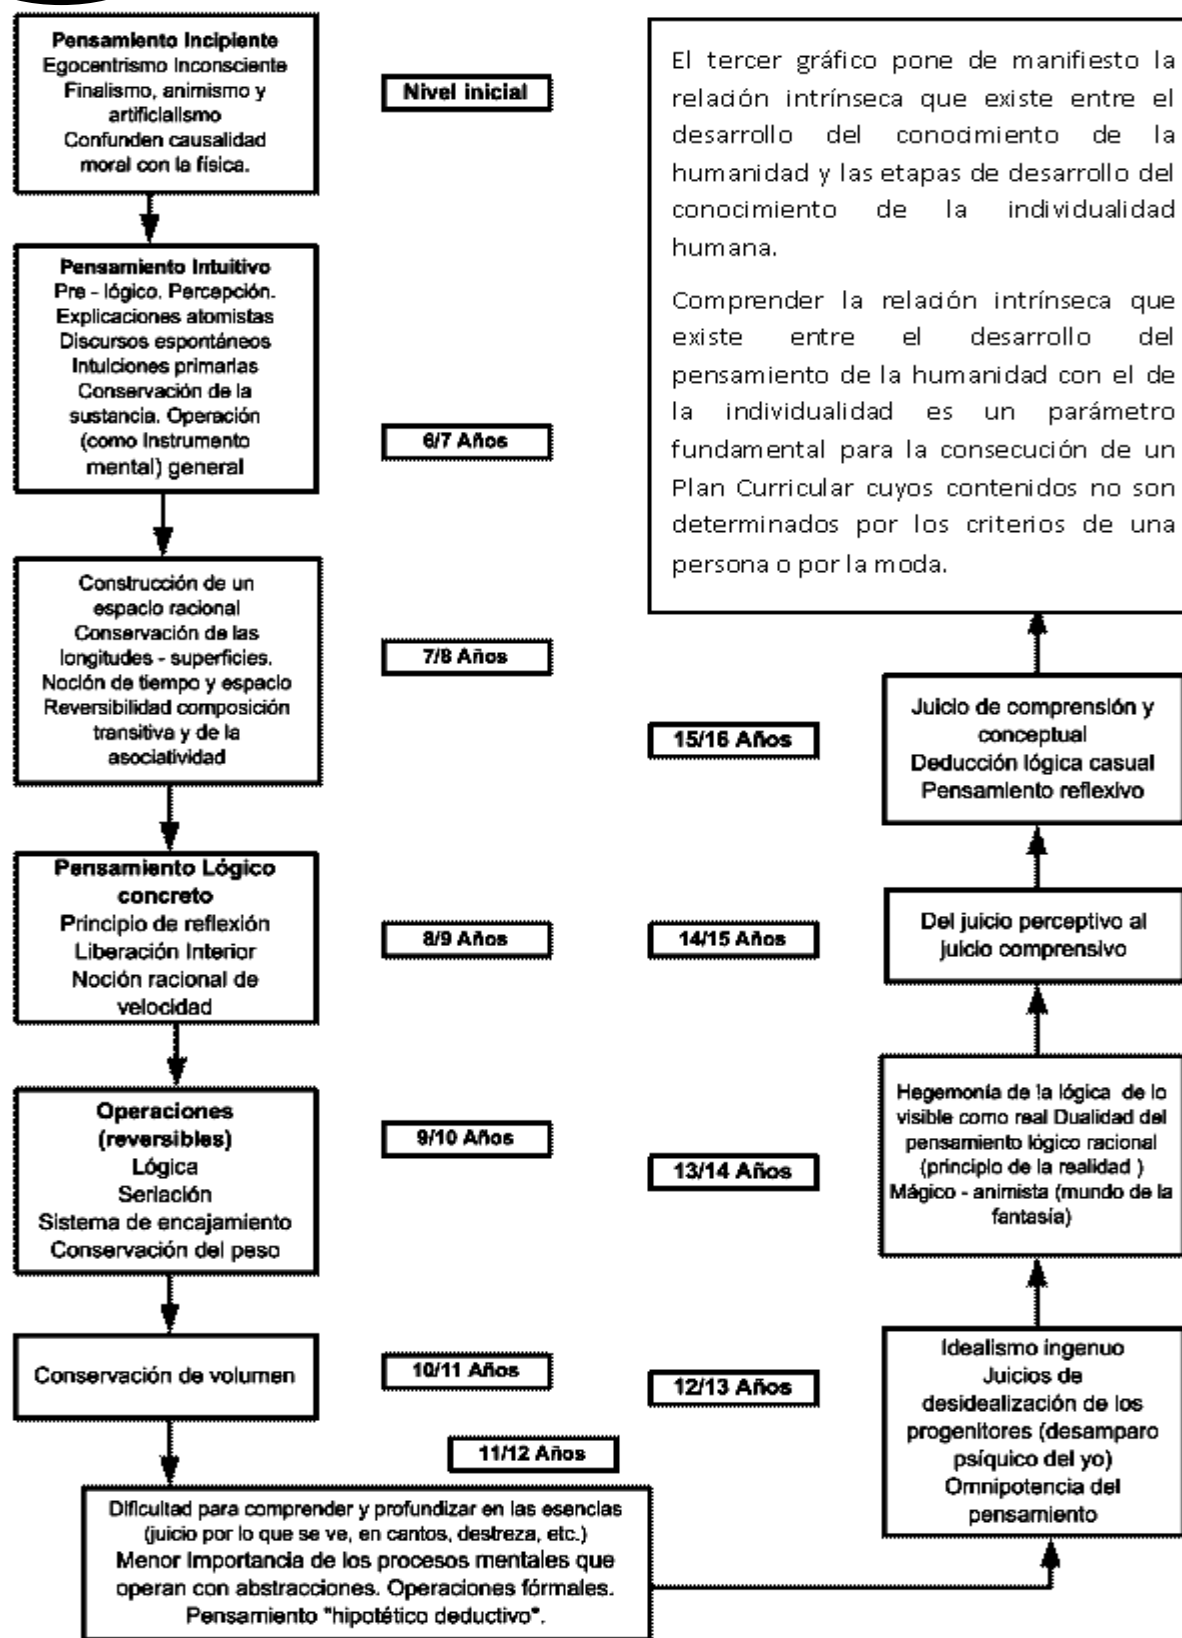 Pensamiento Incipiente
Egocentrismo Inconsciente
Finalismo, animismo y
artificialismo
Confunden causalidad
moral con la física.
Nivel inicial
Pensamiento Intuitivo
Pre - lógico. Percepción.
Explicaciones atomistas
Discursos espontáneos
Intuiciones primarias
Conservación de la
sustancia. Operación
(como Instrumento
mental) general
6/7 Años
Construcción de un
espacio racional
Conservación de las
longitudes - superficies.
Noción de tiempo y espacio
Reversibilidad composición
transitiva y de la
asociatividad
7/8 Años
Pensamiento Lógico
concreto
Principio de reflexión
Liberación Interior
Noción racional de
velocidad
8/9 Años
Operaciones
(reversibles)
Lógica
Seriación
Sistema de encajamiento
Conservación del peso
9/10 Años
Conservación de volumen
10/11 Años
11/12 Años
Dificultad para comprender y profundizar en las esencias
(juicio por lo que se ve, en cantos, destreza, etc.)
Menor Importancia de los procesos mentales que
operan con abstracciones. Operaciones fórmales.
Pensamiento "hipotético deductivo".
12/13 Años
Idealismo ingenuo
Juicios de
desidealización de los
progenitores (desamparo
psíquico del yo)
Omnipotencia del
pensamiento
13/14 Años
Hegemonía de la lógica de lo
visible como real Dualidad del
pensamiento lógico racional
(principio de la realidad )
Mágico - animista (mundo de la
fantasía)
14/15 Años
Del juicio perceptivo al
juicio comprensivo
15/16 Años
Juicio de comprensión y
conceptual
Deducción lógica casual
Pensamiento reflexivo
El tercer gráfico pone de manifiesto la
relación intrínseca que existe entre el
desarrollo del conocimiento de la
humanidad y las etapas de desarrollo del
conocimiento de la individualidad
humana.
Comprender la relación intrínseca que
existe entre el desarrollo del
pensamiento de la humanidad con el de
la individualidad es un parámetro
fundamental para la consecución de un
Plan Curricular cuyos contenidos no son
determinados por los criterios de una
persona o por la moda.